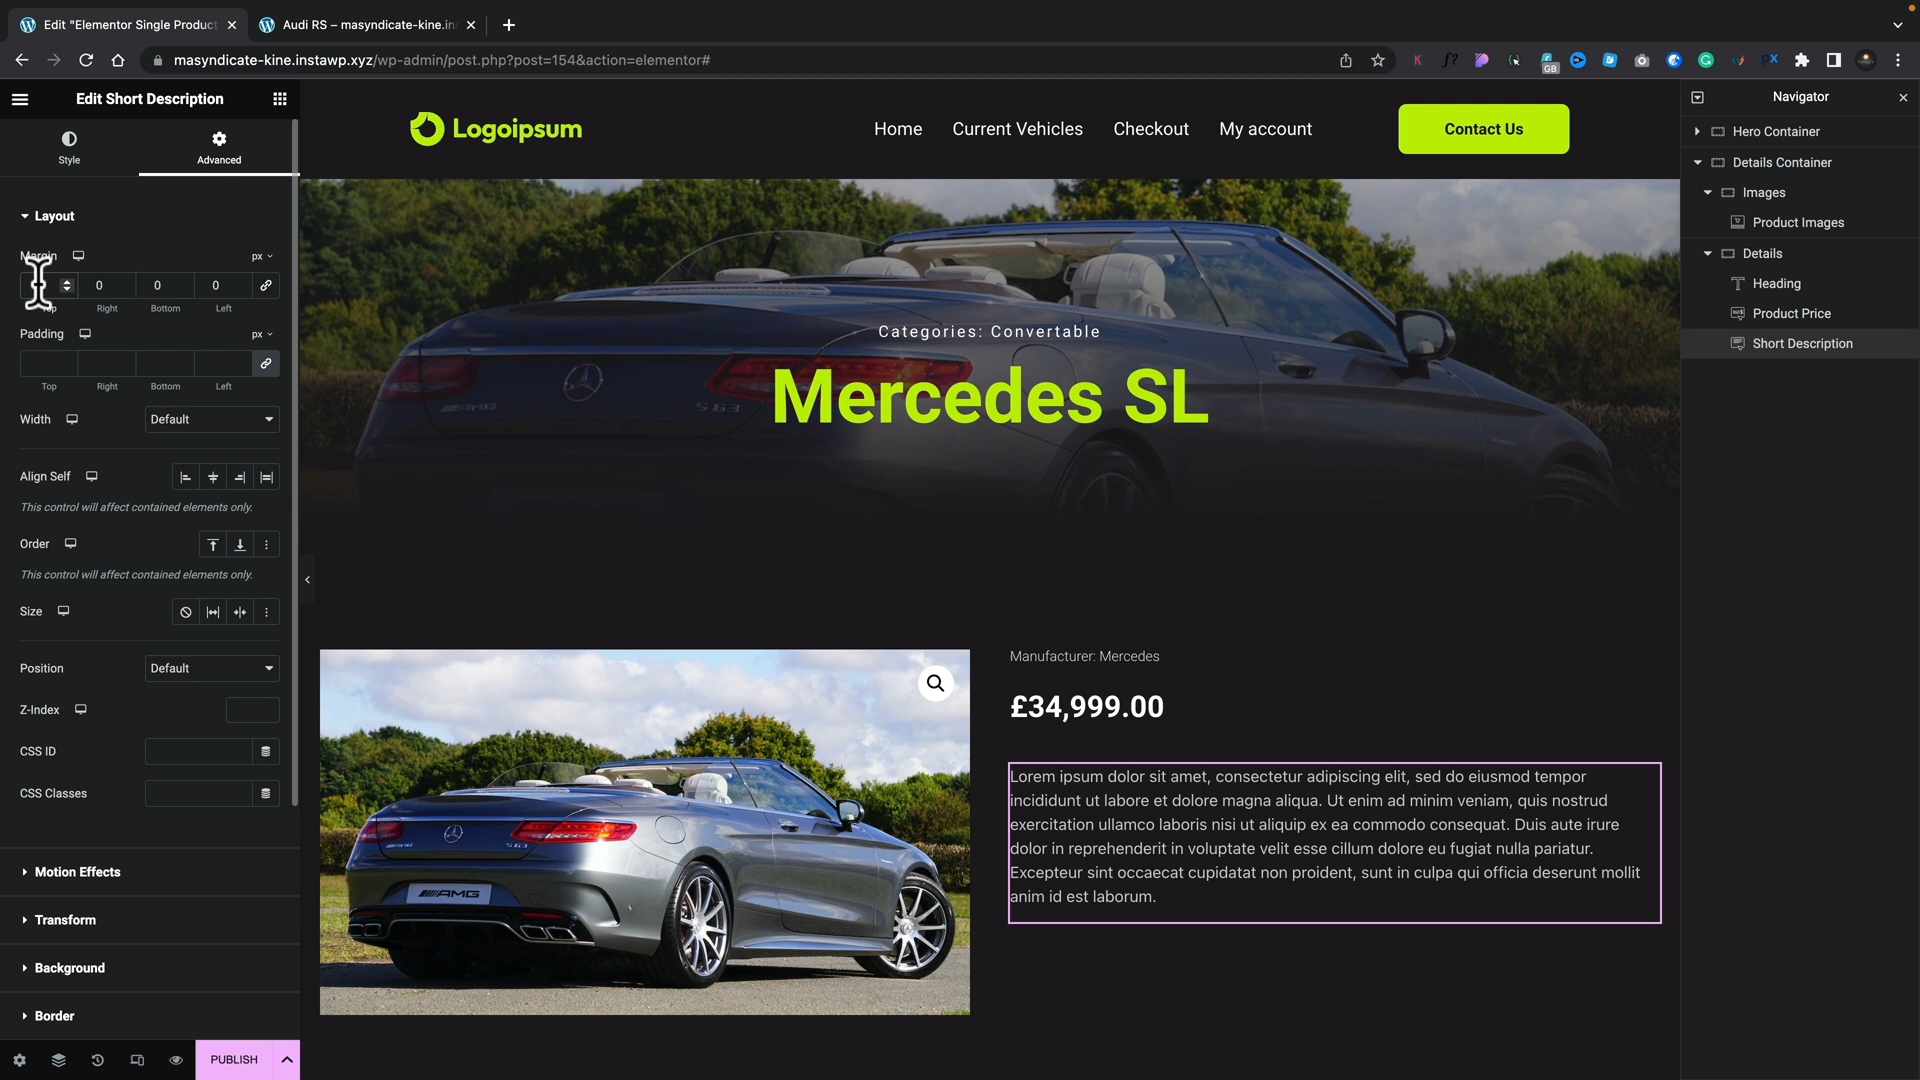 Edit "Elementor Single Product
Audi RS – masyndicate-kine.in
masyndicate-kine.instawp.xyz/wp-admin/post.php?post=154&action=elementor#
GB
Edit Short Description
Style
Advanced
Layout
Margin
px
0
0
0
Top
Right
Bottom
Left
Padding
px
Top
Right
Bottom
Left
Width
Default
Align Self
This control will affect contained elements only.
Order
This control will affect contained elements only.
Size
Position
Default
Z-Index
CSS ID
CSS Classes
Motion Effects
Transform
Background
Border
PUBLISH
Logoipsum
Home
Current Vehicles
Checkout
My account
Contact Us
Categories: Convertable
Mercedes SL
AMG
S 63
Manufacturer: Mercedes
£34,999.00
Lorem ipsum dolor sit amet, consectetur adipiscing elit, sed do eiusmod tempor
incididunt ut labore et dolore magna aliqua. Ut enim ad minim veniam, quis nostrud
exercitation ullamco laboris nisi ut aliquip ex ea commodo consequat. Duis aute irure
dolor in reprehenderit in voluptate velit esse cillum dolore eu fugiat nulla pariatur.
Excepteur sint occaecat cupidatat non proident, sunt in culpa qui officia deserunt mollit
anim id est laborum.
AMG
S 63
AMG
Navigator
Hero Container
Details Container
Images
Product Images
Details
Heading
Product Price
Short Description